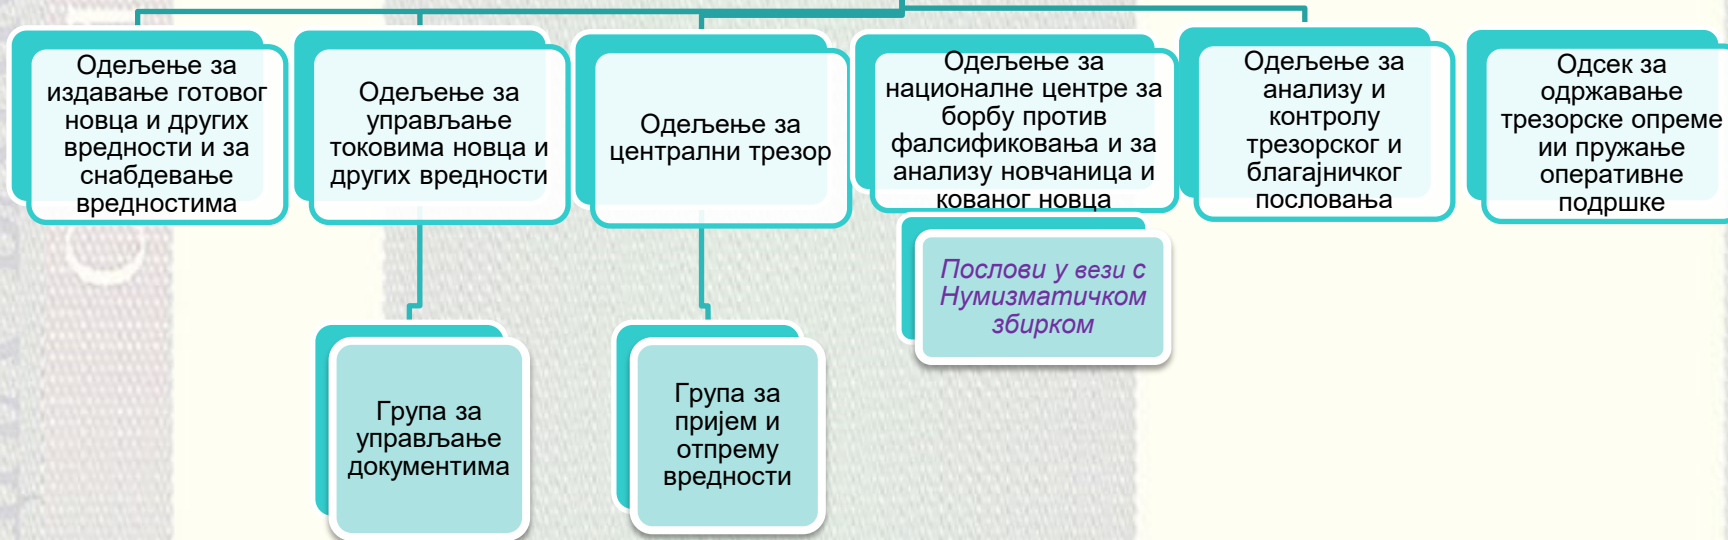 Одељење за
издавање готовог
новца и других
вредности и за
снабдевање
вредностима
Одељење за
управљање
токовима новца и
других вредности
Одељење за
централни трезор
Одељење за
националне центре за
борбу против
фалсификовања и за
анализу новчаница и
кованог новца
Одељење за
анализу и
контролу
трезорског и
благајничког
пословања
Одсек за
одржавање
трезорске опреме
ии пружање
оперативне
подршке
Послови у вези с
Нумизматичком
збирком
Група за
управљање
документима
Група за
пријем и
отпрему
вредности